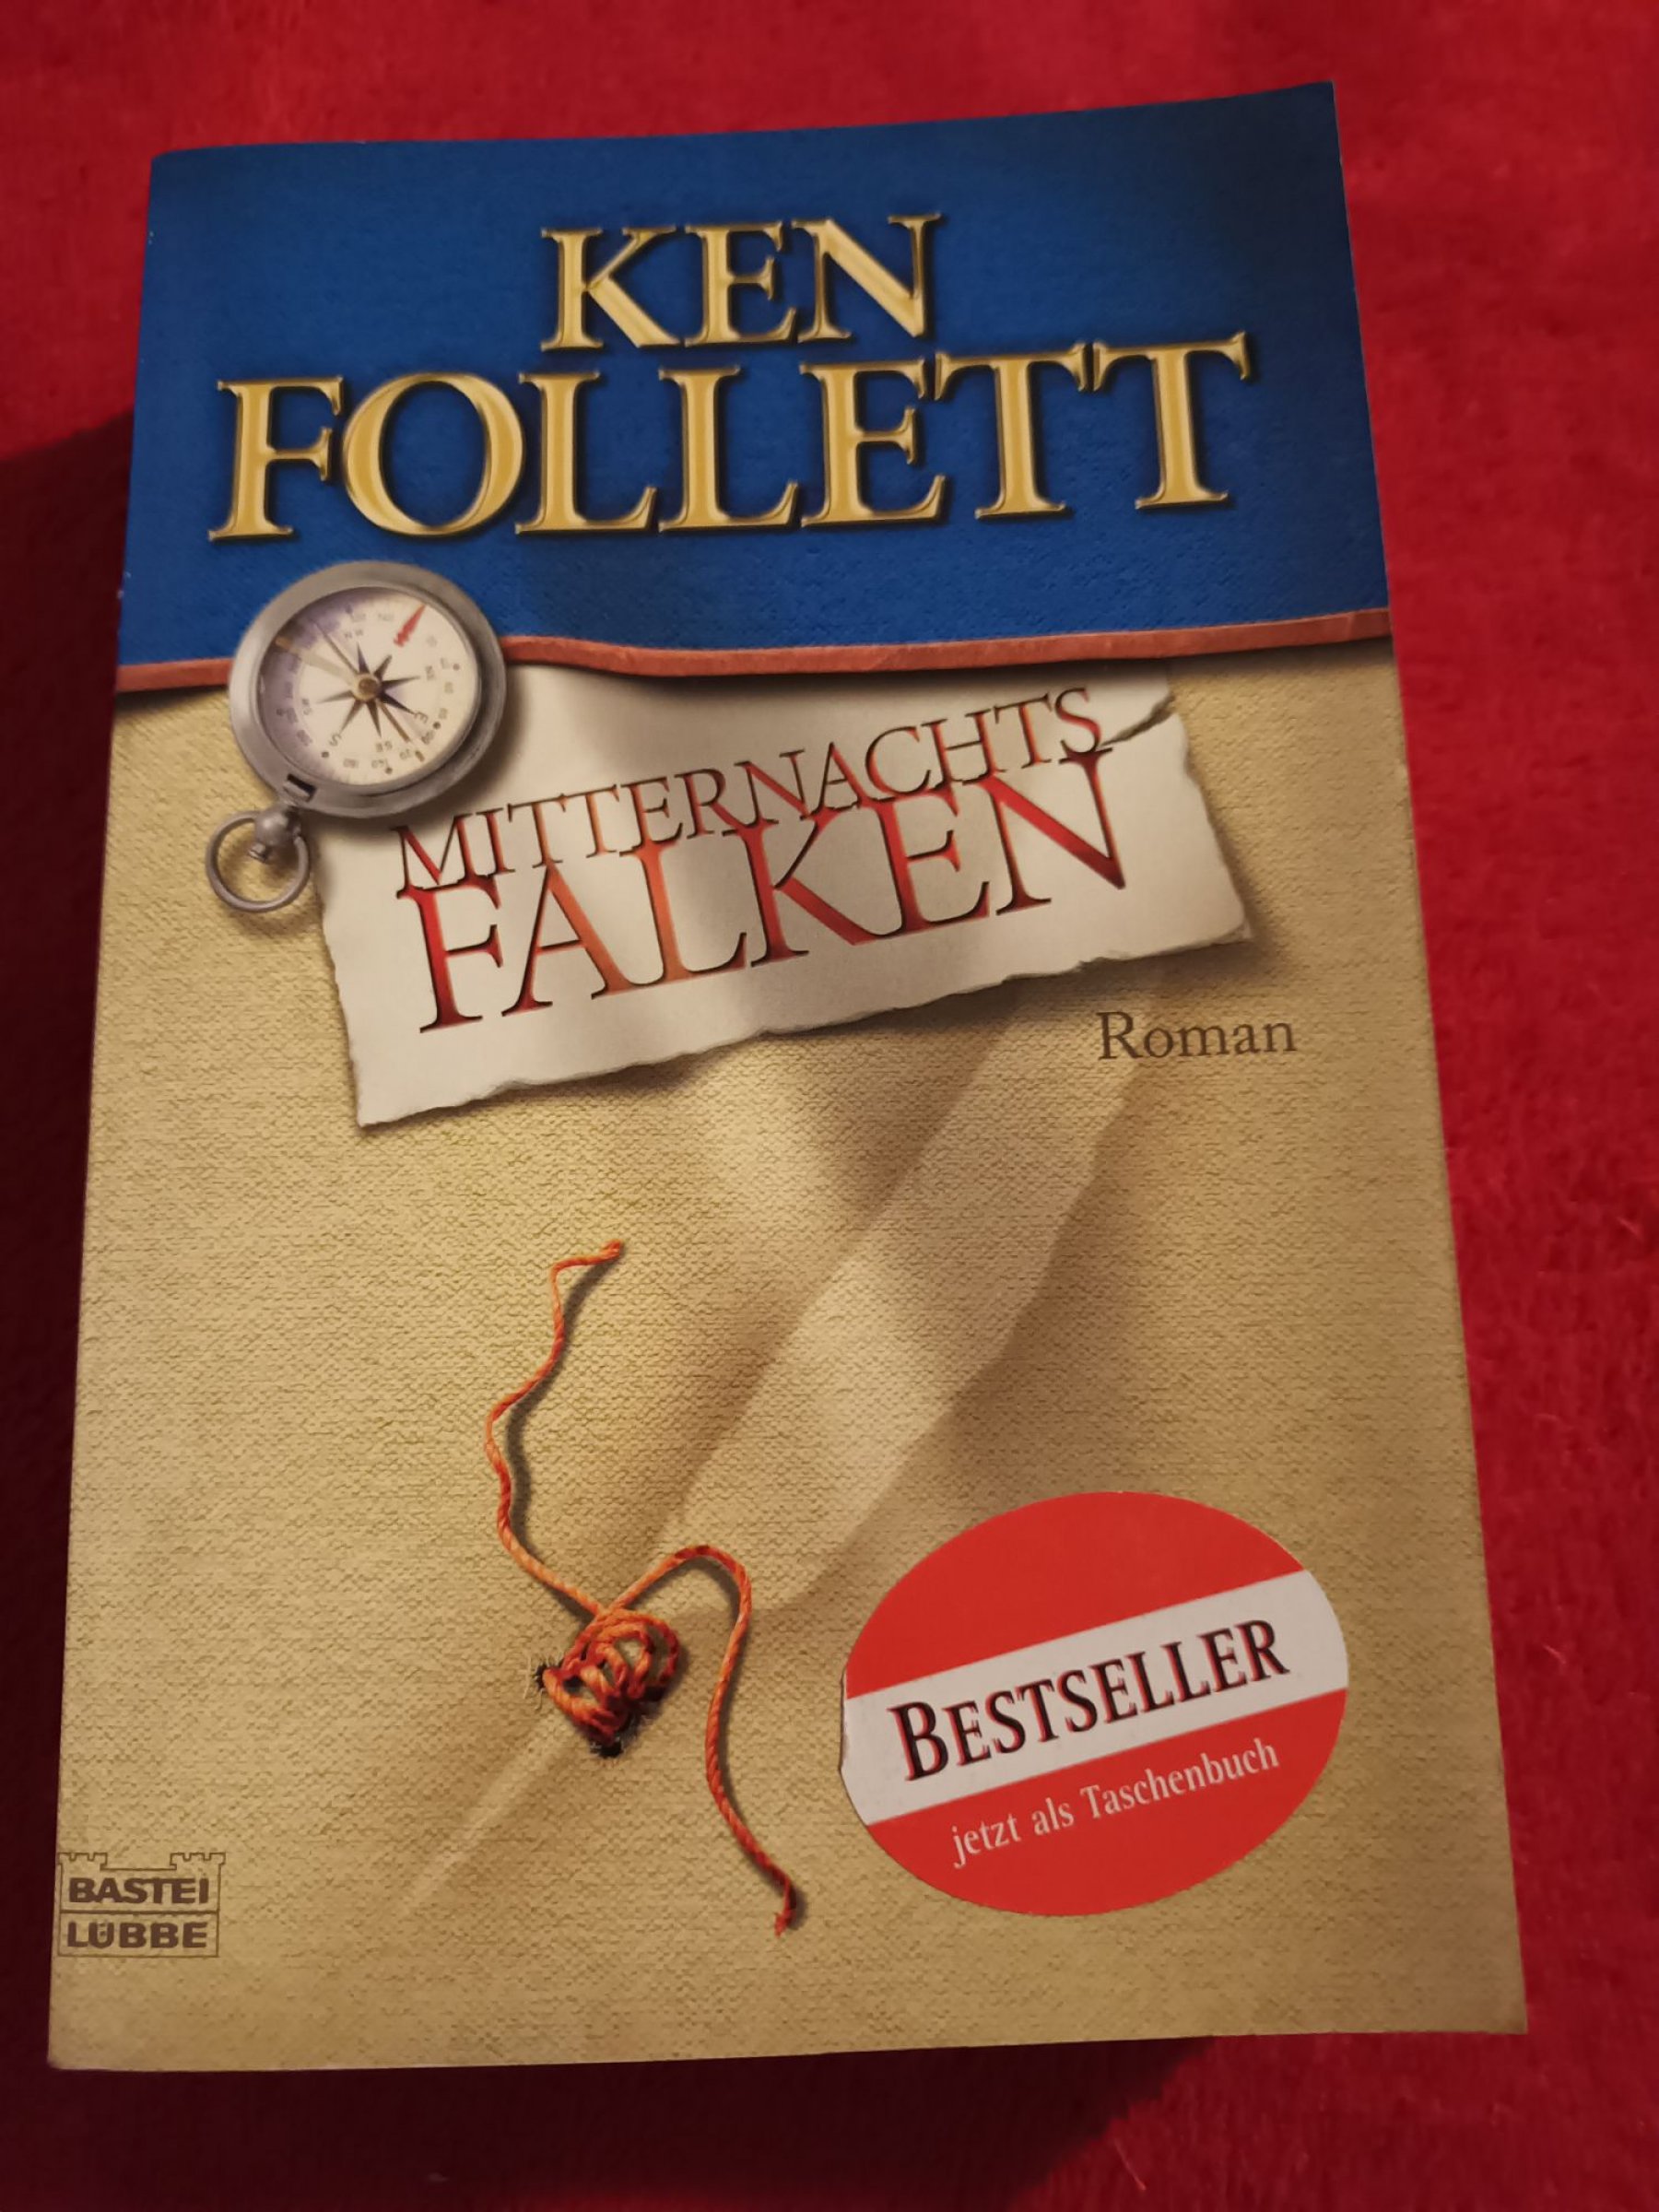 KEN
FOLLETT
MITTERNACHTS
FALKEN
Roman
BESTSELLER
jetzt als Taschenbuch
BASTEI
LÜBBE